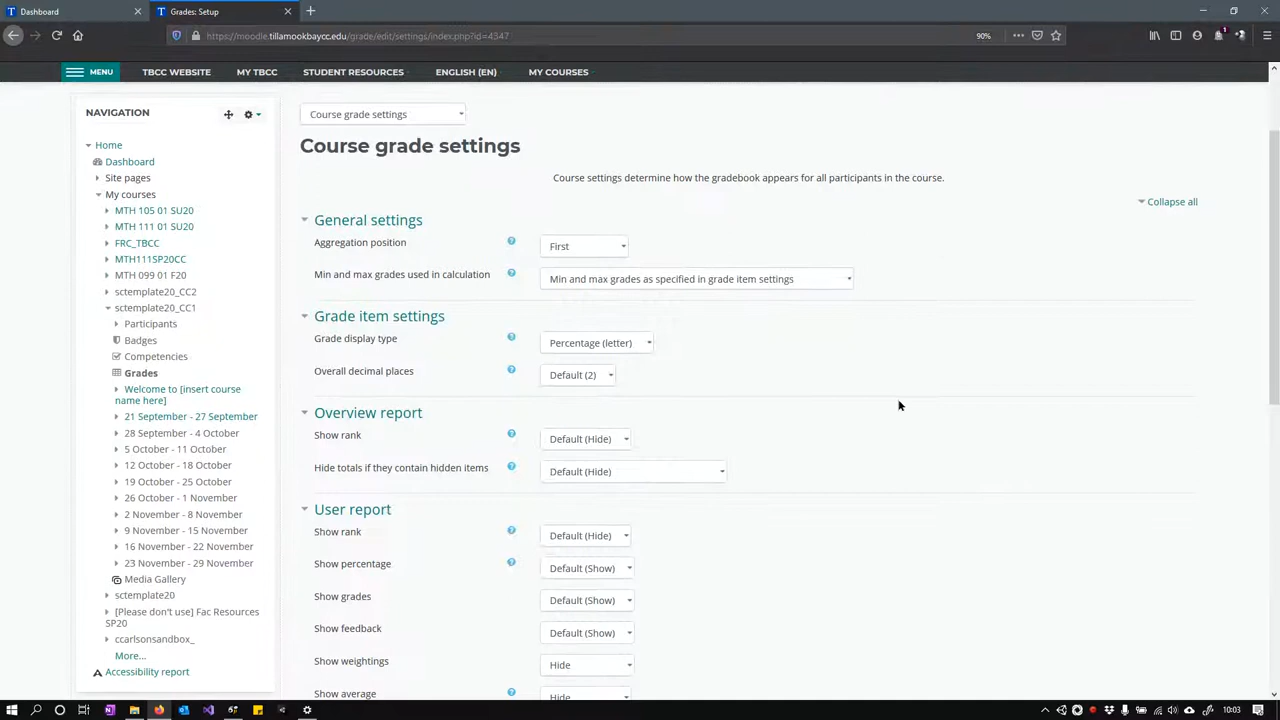 Dashboard
Grades: Setup
https://moodle.tillamookbaycc.edu/grade/edit/settings/index.php?id=4347
90%
MENU
TBCC WEBSITE
MY TBCC
STUDENT RESOURCES
ENGLISH (EN)
MY COURSES
NAVIGATION
Home
Dashboard
Site pages
My courses
MTH 105 01 SU20
MTH 111 01 SU20
FRC_TBCC
MTH111SP20CC
MTH 099 01 F20
sctemplate20_CC2
sctemplate20_CC1
Participants
Badges
Competencies
Grades
Welcome to [insert course
name here]
21 September - 27 September
28 September - 4 October
5 October - 11 October
12 October - 18 October
19 October - 25 October
26 October - 1 November
2 November - 8 November
9 November - 15 November
16 November - 22 November
23 November - 29 November
Media Gallery
sctemplate20
[Please don't use] Fac Resources
SP20
ccarlsonsandbox_
More...
Accessibility report
Course grade settings
Course grade settings
Course settings determine how the gradebook appears for all participants in the course.
Collapse all
General settings
Aggregation position
First
Min and max grades used in calculation
Min and max grades as specified in grade item settings
Grade item settings
Grade display type
Percentage (letter)
Overall decimal places
Default (2)
Overview report
Show rank
Default (Hide)
Hide totals if they contain hidden items
Default (Hide)
User report
Show rank
Default (Hide)
Show percentage
Default (Show)
Show grades
Default (Show)
Show feedback
Default (Show)
Show weightings
Hide
Show average
Hide
10:03